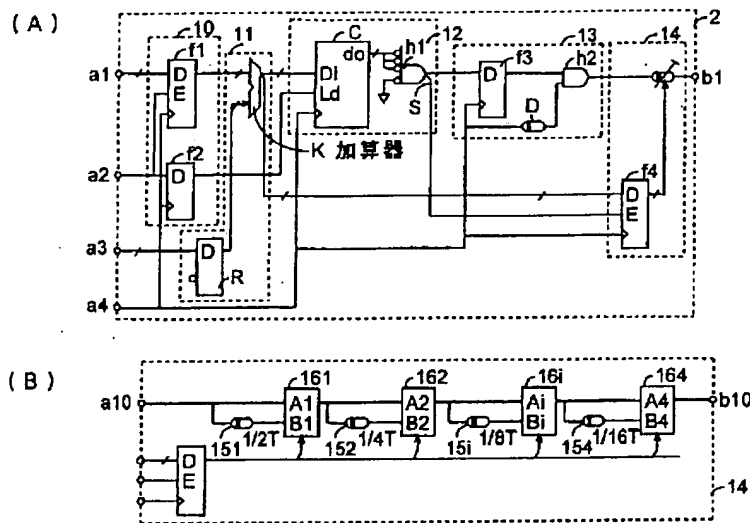 (A)
10
11
C
12
13
14
2
f1
do
h1
f3
h2
a1
D
E
DI
Ld
D
b1
S
D
K 加算器
f2
a2
D
f4
D
E
a3
D
R
a4
(B)
161
162
16i
164
a10
A1
B1
A2
B2
Ai
Bi
A4
B4
b10
151
1/2T
152
1/4T
15i
1/8T
154
1/16T
D
E
14